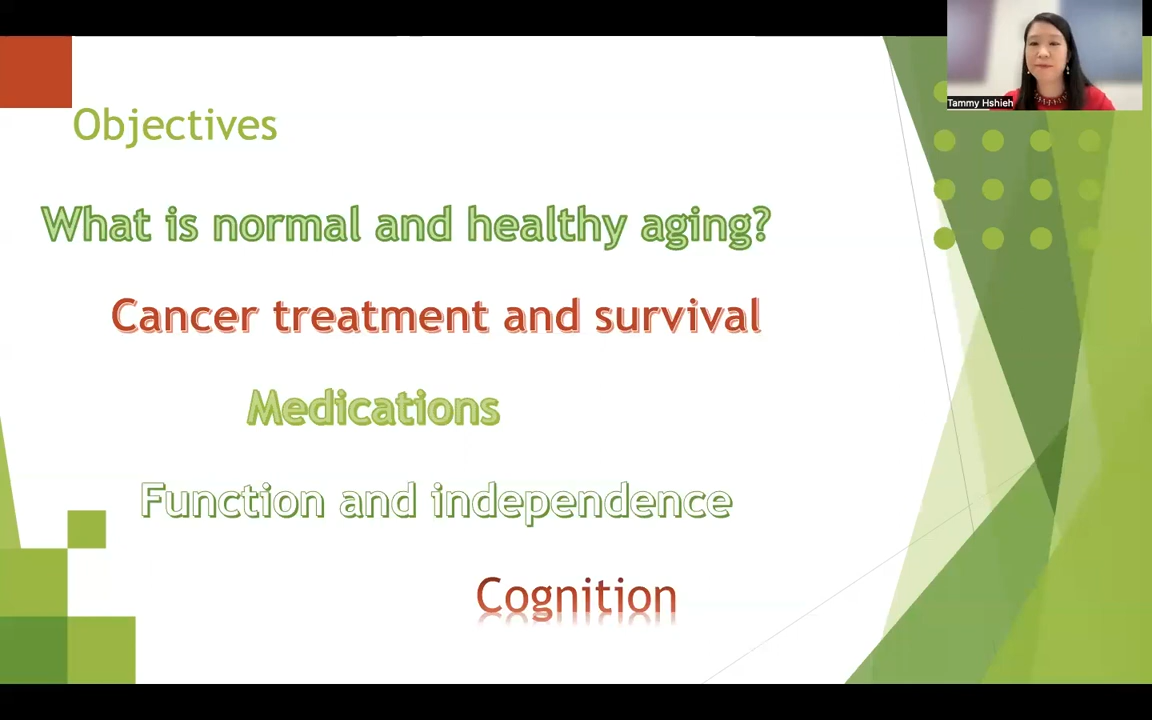 Tammy Hshieh
Objectives
What is normal and healthy aging?
Cancer treatment and survival
Medications
Function and independence
Cognition